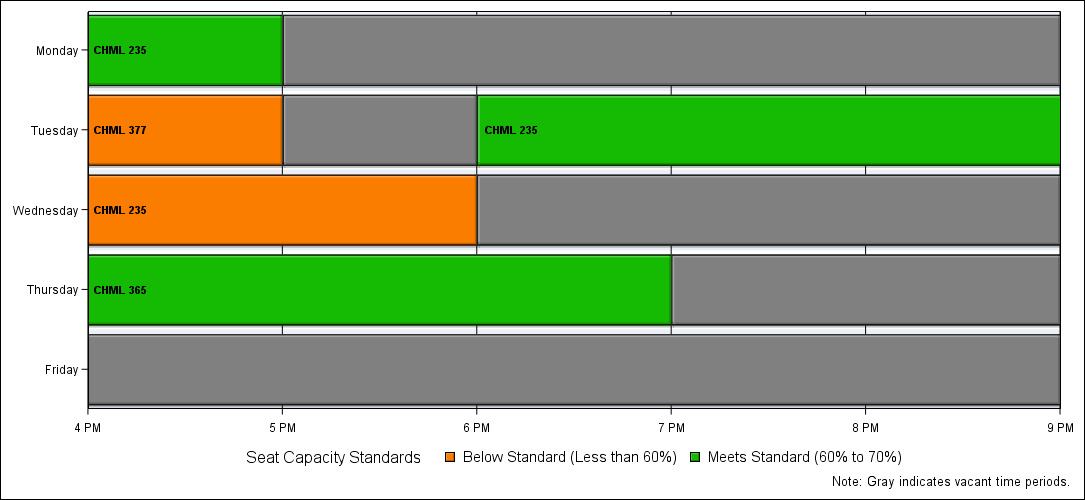 Monday
CHML 235
Tuesday
CHML 377
CHML 235
Wednesday
CHML 235
Thursday
CHML 365
Friday
4 PM 5 PM 6 PM 7 PM 8 PM 9 PM
Seat Capacity Standards Below Standard (Less than 60%) Meets Standard (60% to 70%)
Note: Gray indicates vacant time periods.